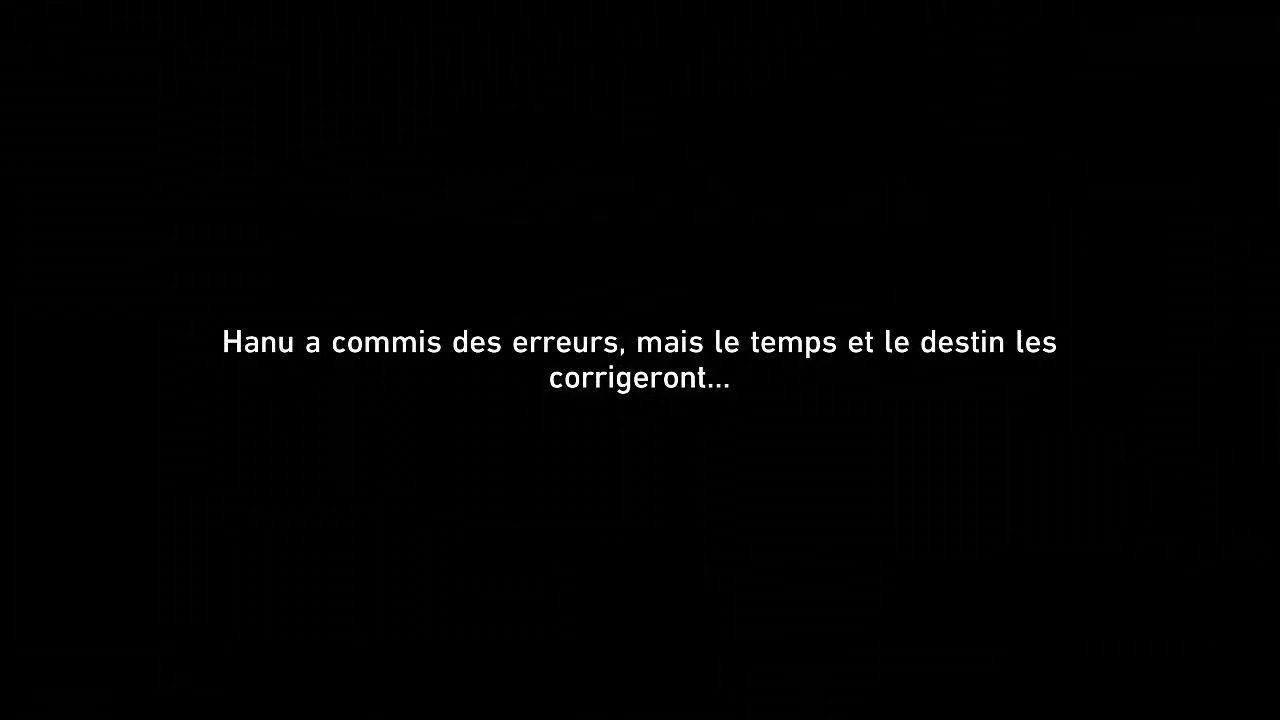 Hanu a commis des erreurs, mais le temps et le destin les
corrigeront...